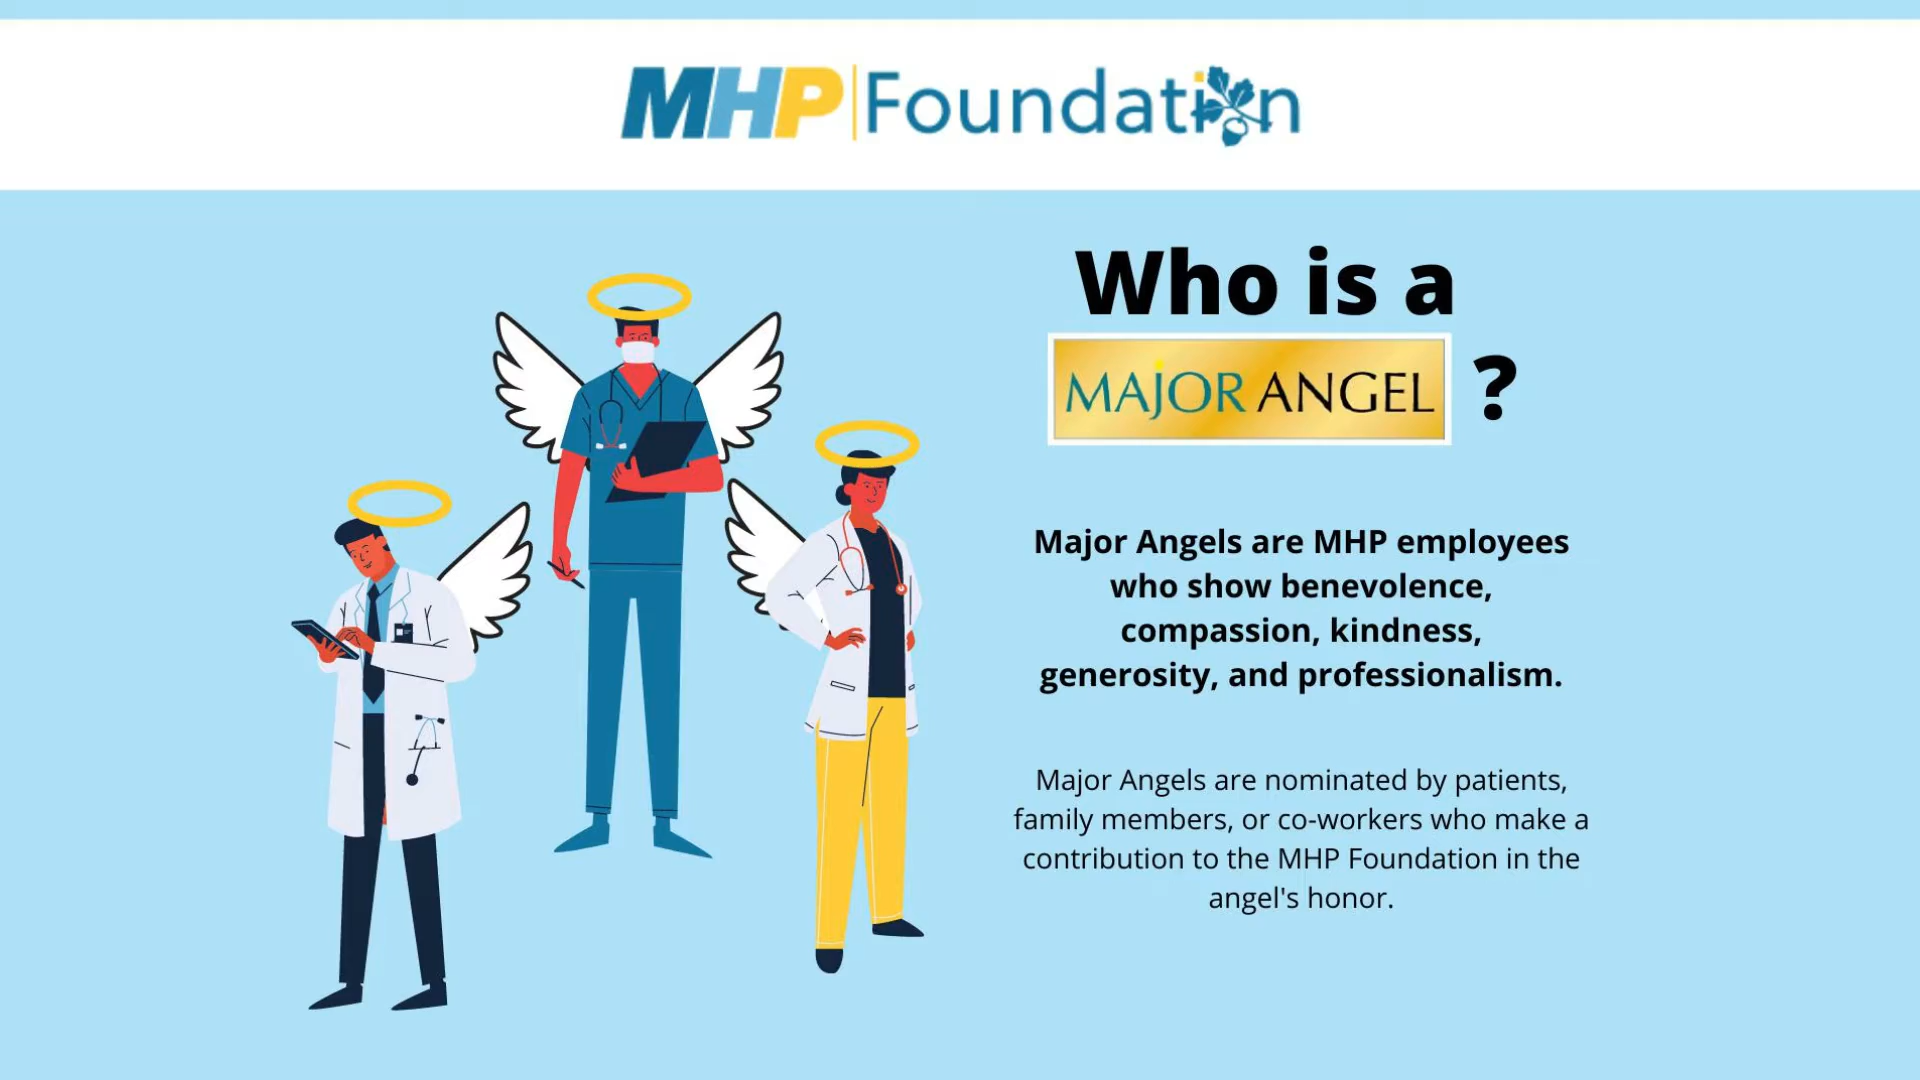 MHP Foundation
Who is a
MAJOR ANGEL ?
Major Angels are MHP employees
who show benevolence,
compassion, kindness,
generosity, and professionalism.
Major Angels are nominated by patients,
family members, or co-workers who make a
contribution to the MHP Foundation in the
angel's honor.